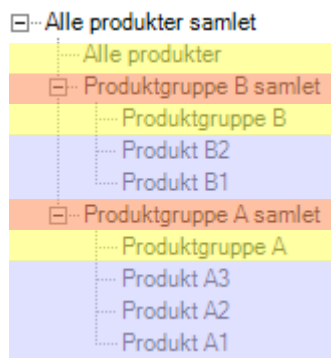 Alle produkter samlet
Alle produkter
Produktgruppe B samlet
Produktgruppe B
Produkt B2
Produkt B1
Produktgruppe A samlet
Produktgruppe A
Produkt A3
Produkt A2
Produkt A1